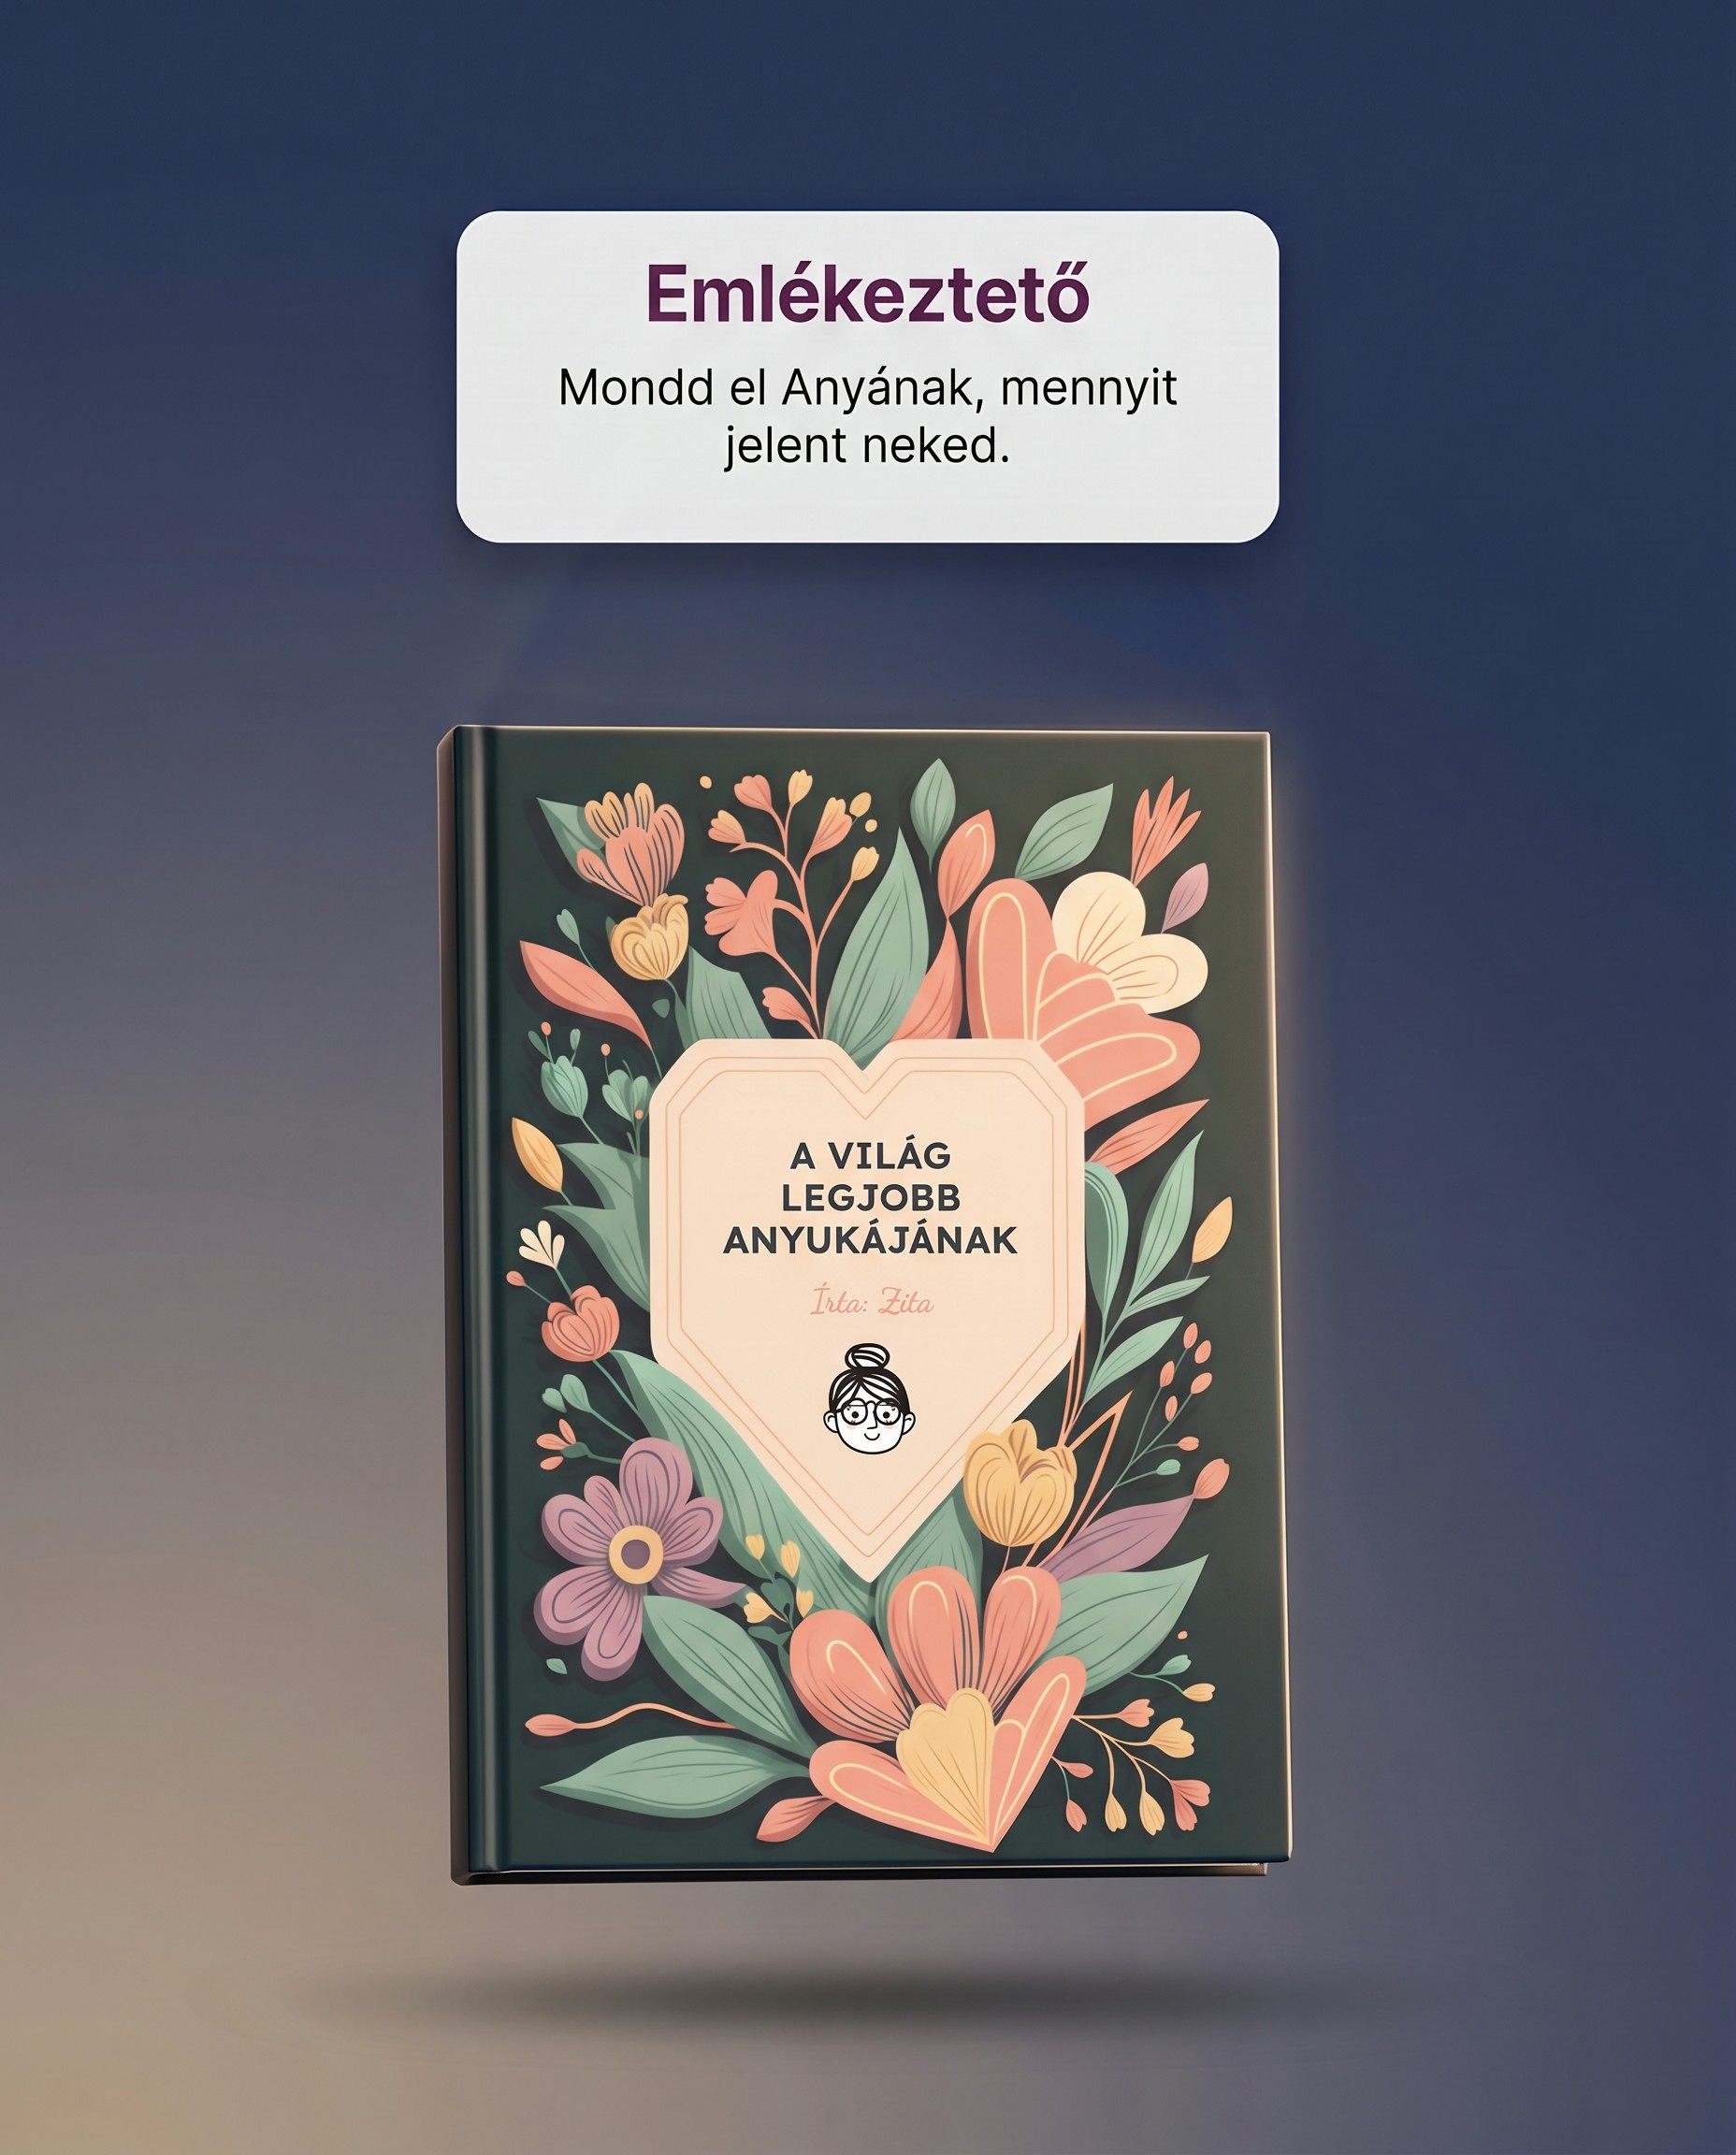 Emlékeztető
Mondd el Anyának, mennyit
jelent neked.
A VILÁG
LEGJOBB
ANYUKÁJÁNAK
Írta: Zita